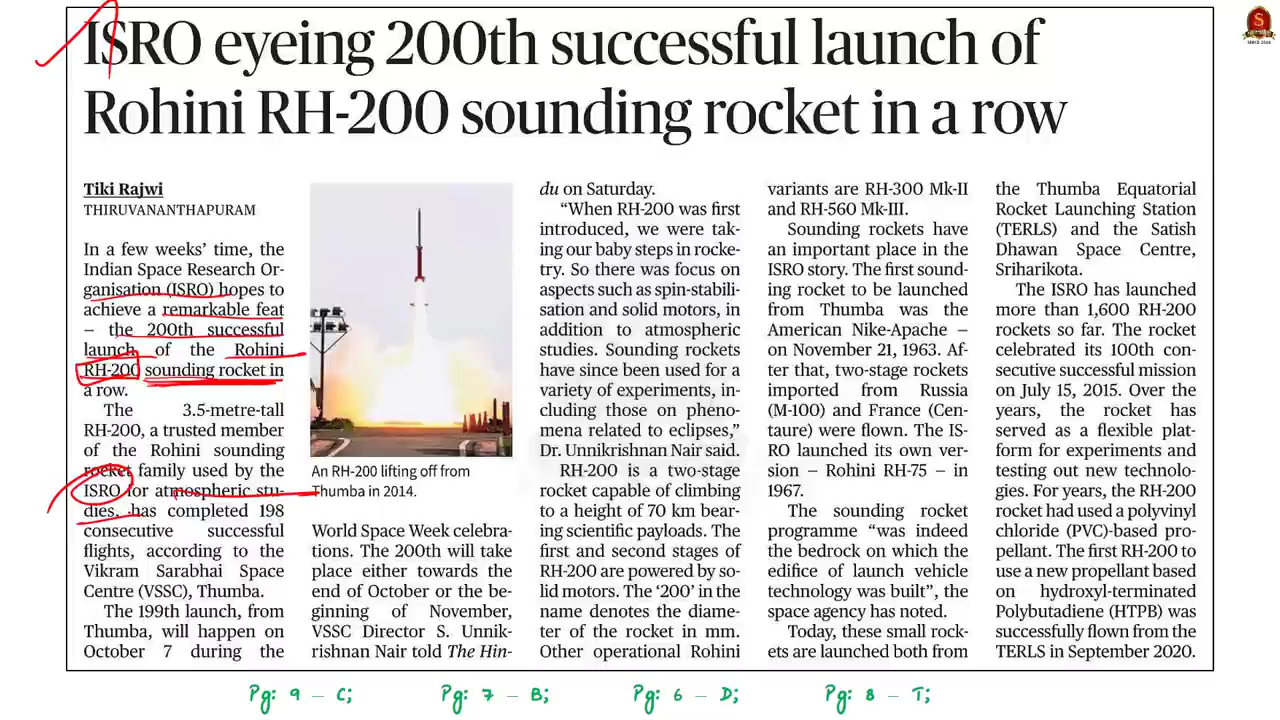 ISRO eyeing 200th successful launch of
Rohini RH-200 sounding rocket in a row
Tiki Rajwi
THIRUVANANTHAPURAM
In a few weeks' time, the
Indian Space Research Or-
ganisation (ISRO) hopes to
achieve a remarkable feat
– the 200th successful
launch of the Rohini
RH-200 sounding rocket in
a row.
The 3.5-metre-tall
RH-200, a trusted member
of the Rohini sounding
rocket family used by the
ISRO for atmospheric stu-
dies, has completed 198
consecutive successful
flights, according to the
Vikram Sarabhai Space
Centre (VSSC), Thumba.
The 199th launch, from
Thumba, will happen on
October 7 during the
An RH-200 lifting off from
Thumba in 2014.
World Space Week celebra-
tions. The 200th will take
place either towards the
end of October or the be-
ginning of November,
VSSC Director S. Unnik-
rishnan Nair told The Hin-
du on Saturday.
“When RH-200 was first
introduced, we were tak-
ing our baby steps in rocke-
try. So there was focus on
aspects such as spin-stabili-
sation and solid motors, in
addition to atmospheric
studies. Sounding rockets
have since been used for a
variety of experiments, in-
cluding those on pheno-
mena related to eclipses,”
Dr. Unnikrishnan Nair said.
RH-200 is a two-stage
rocket capable of climbing
to a height of 70 km bear-
ing scientific payloads. The
first and second stages of
RH-200 are powered by so-
lid motors. The ‘200’ in the
name denotes the diame-
ter of the rocket in mm.
Other operational Rohini
variants are RH-300 Mk-II
and RH-560 Mk-III.
Sounding rockets have
an important place in the
ISRO story. The first sound-
ing rocket to be launched
from Thumba was the
American Nike-Apache –
on November 21, 1963. Af-
ter that, two-stage rockets
imported from Russia
(M-100) and France (Cen-
taure) were flown. The IS-
RO launched its own ver-
sion – Rohini RH-75 – in
1967.
The sounding rocket
programme “was indeed
the bedrock on which the
edifice of launch vehicle
technology was built”, the
space agency has noted.
Today, these small rock-
ets are launched both from
the Thumba Equatorial
Rocket Launching Station
(TERLS) and the Satish
Dhawan Space Centre,
Sriharikota.
The ISRO has launched
more than 1,600 RH-200
rockets so far. The rocket
celebrated its 100th con-
secutive successful mission
on July 15, 2015. Over the
years, the rocket has
served as a flexible plat-
form for experiments and
testing out new technolo-
gies. For years, the RH-200
rocket had used a polyvinyl
chloride (PVC)-based pro-
pellant. The first RH-200 to
use a new propellant based
on hydroxyl-terminated
Polybutadiene (HTPB) was
successfully flown from the
TERLS in September 2020.
Pg: 9 – C; Pg: 7 – B; Pg: 6 – D; Pg: 8 – T;